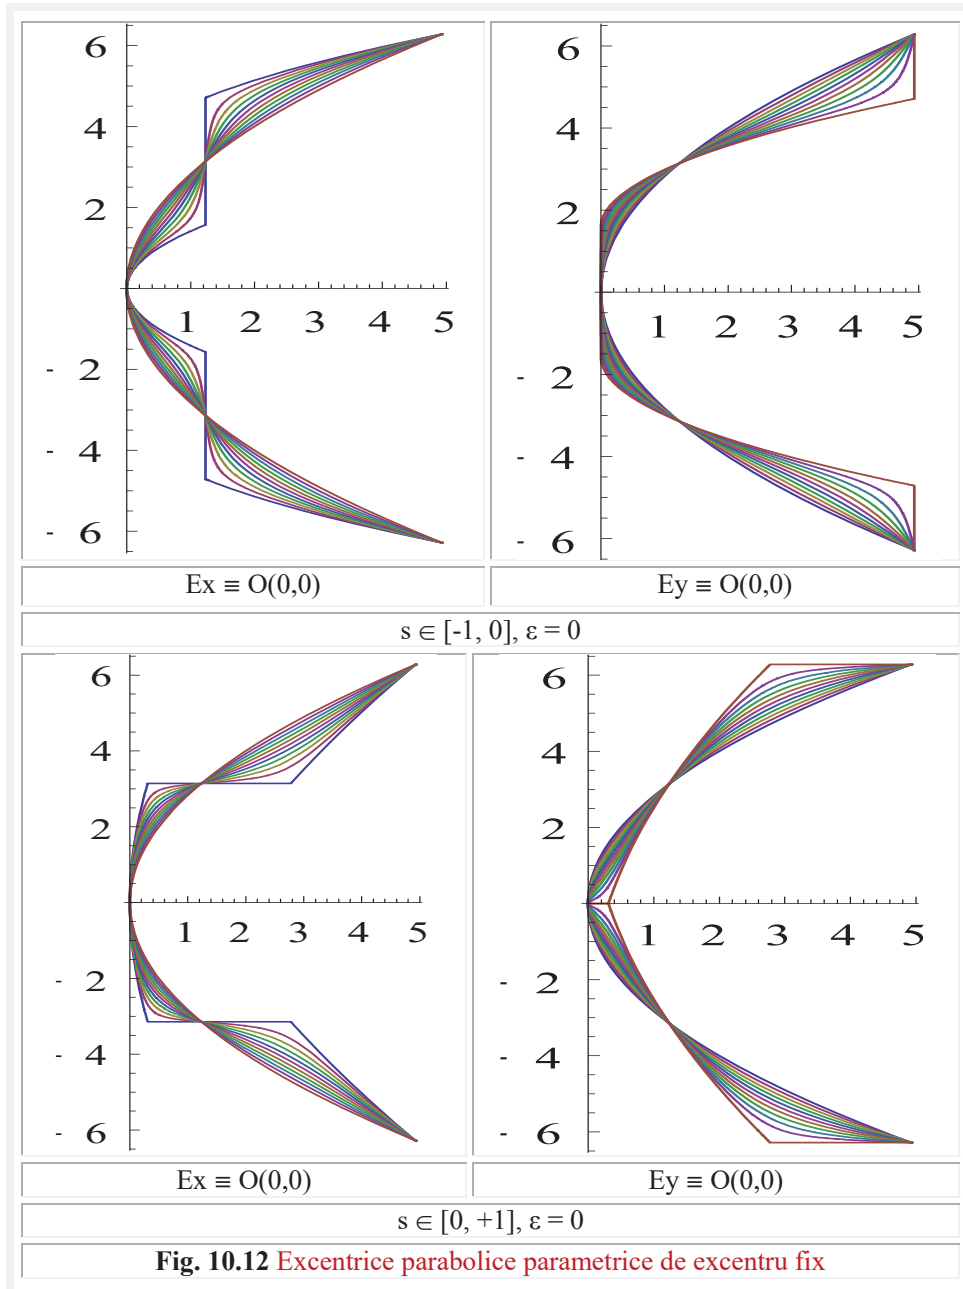 6
4
2
1 2 3 4 5
- 2
- 4
- 6
6
4
2
1 2 3 4 5
- 2
- 4
- 6
Ex ≡ O(0,0)
Ey ≡ O(0,0)
s ∈ [-1, 0], ε = 0
6
4
2
1 2 3 4 5
- 2
- 4
- 6
6
4
2
1 2 3 4 5
- 2
- 4
- 6
Ex ≡ O(0,0)
Ey ≡ O(0,0)
s ∈ [0, +1], ε = 0
Fig. 10.12 Excentrice parabolice parametrice de excentru fix